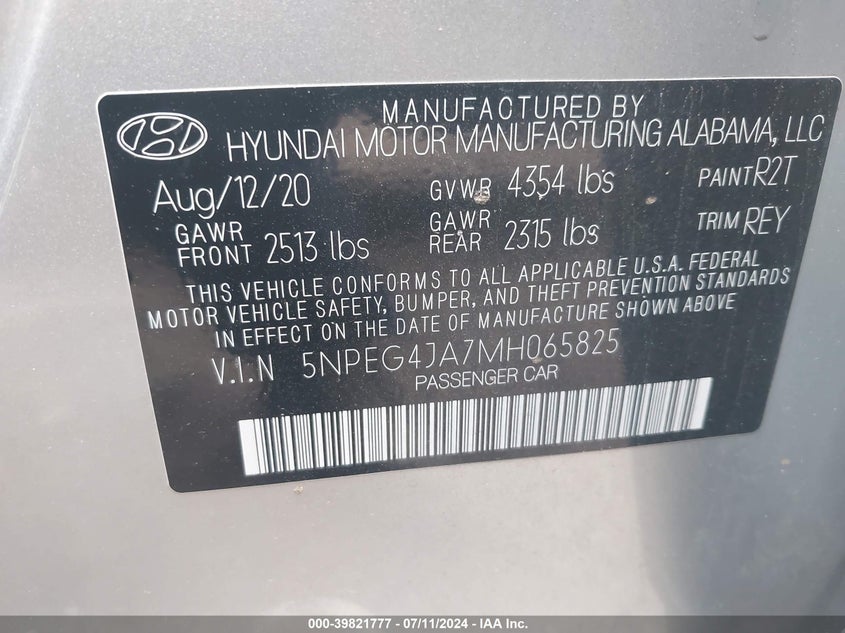 MANUFACTURED BY
HYUNDAI MOTOR MANUFACTURING ALABAMA, LLC
Aug/12/20 GVWR 4354 lbs PAINT R2T
GAWR FRONT 2513 lbs GAWR REAR 2315 lbs TRIM REY
THIS VEHICLE CONFORMS TO ALL APPLICABLE U.S.A. FEDERAL
MOTOR VEHICLE SAFETY, BUMPER, AND THEFT PREVENTION STANDARDS
IN EFFECT ON THE DATE OF MANUFACTURE SHOWN ABOVE
V.I.N 5NPEG4JA7MH065825
PASSENGER CAR
000-39821777 - 07/11/2024 - IAA Inc.